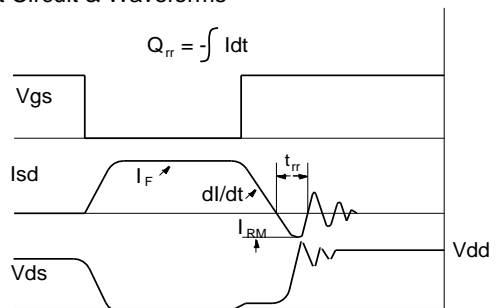 t Circuit & Waveforms
Qrr = -∫ Idt
Vgs
Isd
IF
dI/dt
trr
IRM
Vdd
Vds